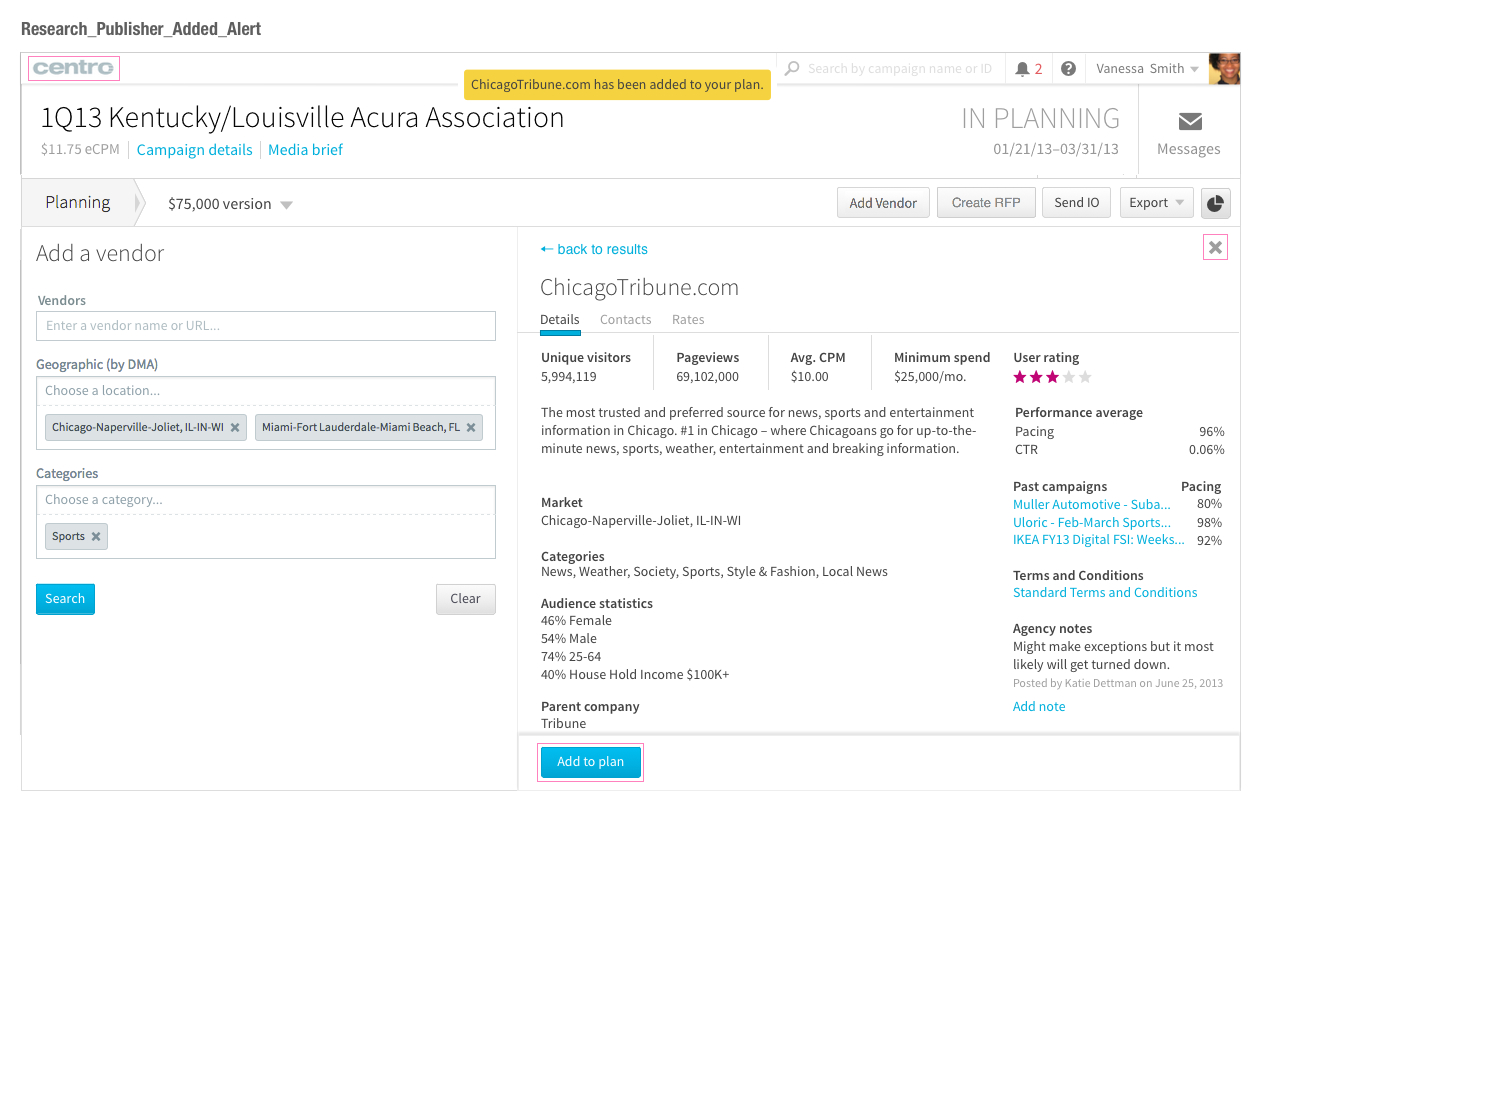 Research_Publisher_Added_Alert
centro
ChicagoTribune.com has been added to your plan.
Search by campaign name or ID
2
Vanessa Smith
1Q13 Kentucky/Louisville Acura Association
$11.75 eCPM
Campaign details
Media brief
IN PLANNING
01/21/13–03/31/13
Messages
Planning
$75,000 version
Add Vendor
Create RFP
Send IO
Export
Add a vendor
Vendors
Enter a vendor name or URL...
Geographic (by DMA)
Choose a location...
Chicago-Naperville-Joliet, IL-IN-WI
Miami-Fort Lauderdale-Miami Beach, FL
Categories
Choose a category...
Sports
Search
Clear
← back to results
ChicagoTribune.com
Details
Contacts
Rates
Unique visitors
5,994,119
Pageviews
69,102,000
Avg. CPM
$10.00
Minimum spend
$25,000/mo.
User rating
The most trusted and preferred source for news, sports and entertainment
information in Chicago. #1 in Chicago – where Chicagoans go for up-to-the-
minute news, sports, weather, entertainment and breaking information.
Market
Chicago-Naperville-Joliet, IL-IN-WI
Categories
News, Weather, Society, Sports, Style & Fashion, Local News
Audience statistics
46% Female
54% Male
74% 25-64
40% House Hold Income $100K+
Parent company
Tribune
Performance average
Pacing 96%
CTR 0.06%
Past campaigns Pacing
Muller Automotive - Suba... 80%
Uloric - Feb-March Sports... 98%
IKEA FY13 Digital FSI: Weeks... 92%
Terms and Conditions
Standard Terms and Conditions
Agency notes
Might make exceptions but it most
likely will get turned down.
Posted by Katie Dettman on June 25, 2013
Add note
Add to plan